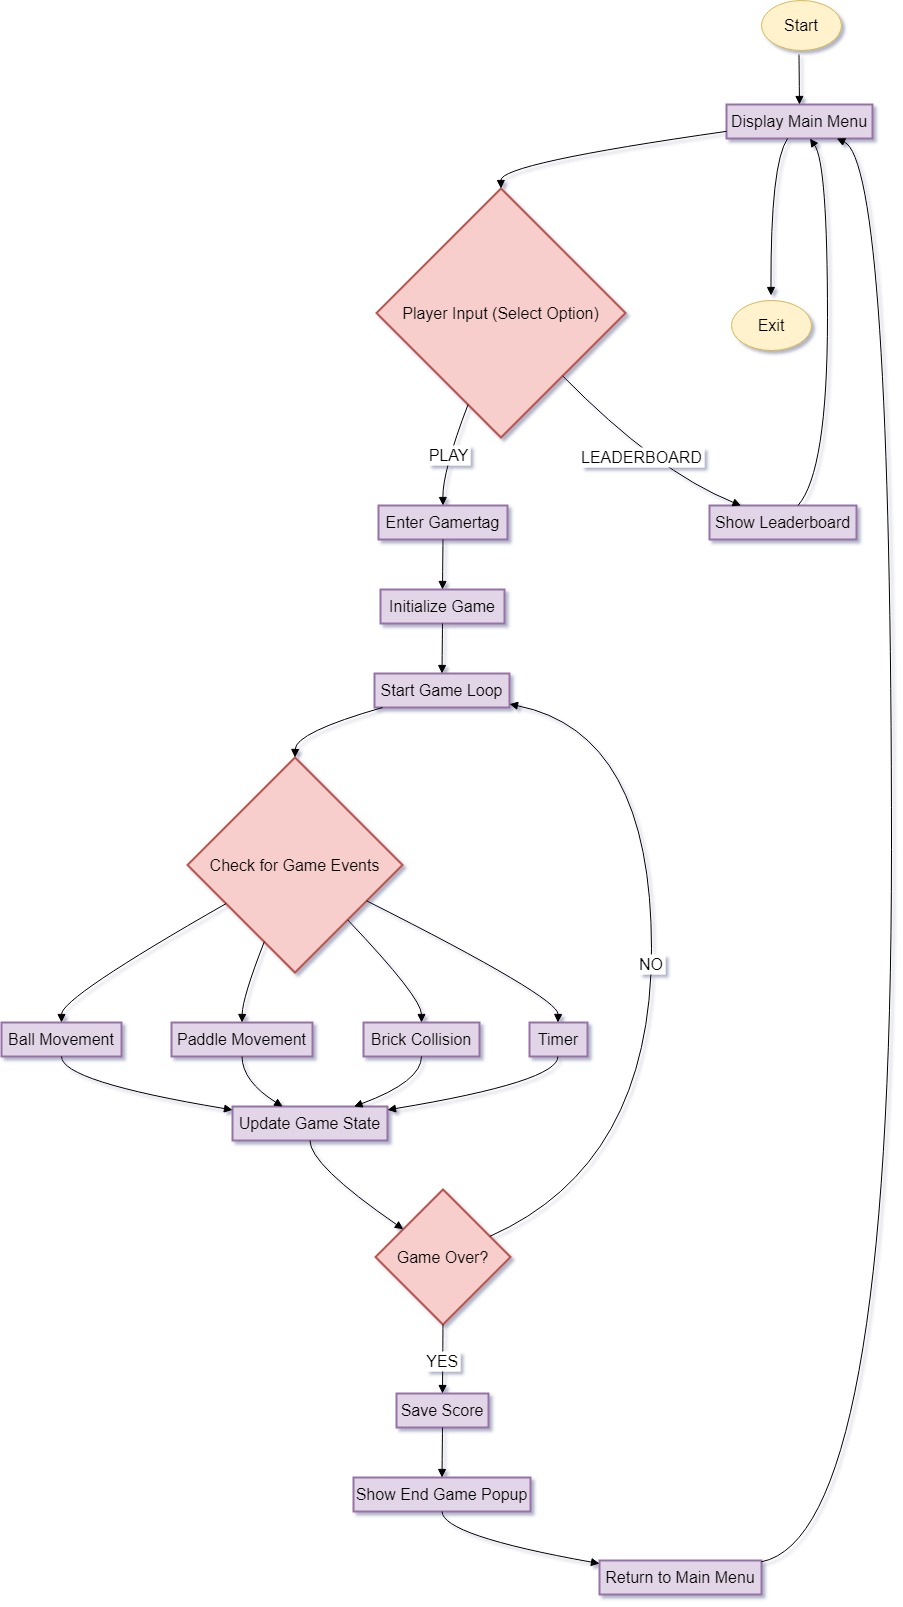 Start
Display Main Menu
Player Input (Select Option)
Exit
PLAY
LEADERBOARD
Enter Gamertag
Show Leaderboard
Initialize Game
Start Game Loop
Check for Game Events
NO
Ball Movement
Paddle Movement
Brick Collision
Timer
Update Game State
Game Over?
YES
Save Score
Show End Game Popup
Return to Main Menu